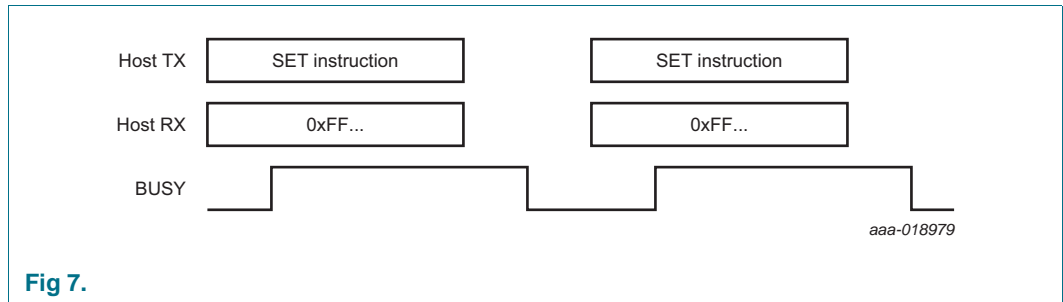 Host TX SET instruction SET instruction
Host RX 0xFF... 0xFF...
BUSY
aaa-018979
Fig 7.